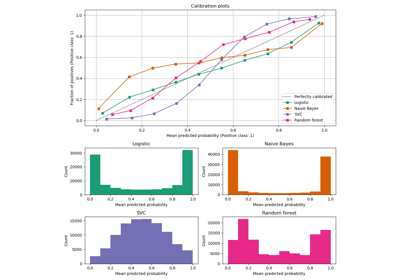 Calibration plots
Fraction of positives (Positive class: 1)
1.0
0.8
0.6
0.4
0.2
0.0
Perfectly calibrated
Logistic
Naive Bayes
SVC
Random forest
0.0 0.2 0.4 0.6 0.8 1.0
Mean predicted probability (Positive class: 1)
Logistic
Count
30000
20000
10000
0
0.0 0.2 0.4 0.6 0.8 1.0
Mean predicted probability
Naive Bayes
Count
40000
30000
20000
10000
0
0.0 0.2 0.4 0.6 0.8 1.0
Mean predicted probability
SVC
Count
15000
10000
5000
0
0.0 0.2 0.4 0.6 0.8 1.0
Mean predicted probability
Random forest
Count
20000
15000
10000
5000
0
0.0 0.2 0.4 0.6 0.8 1.0
Mean predicted probability